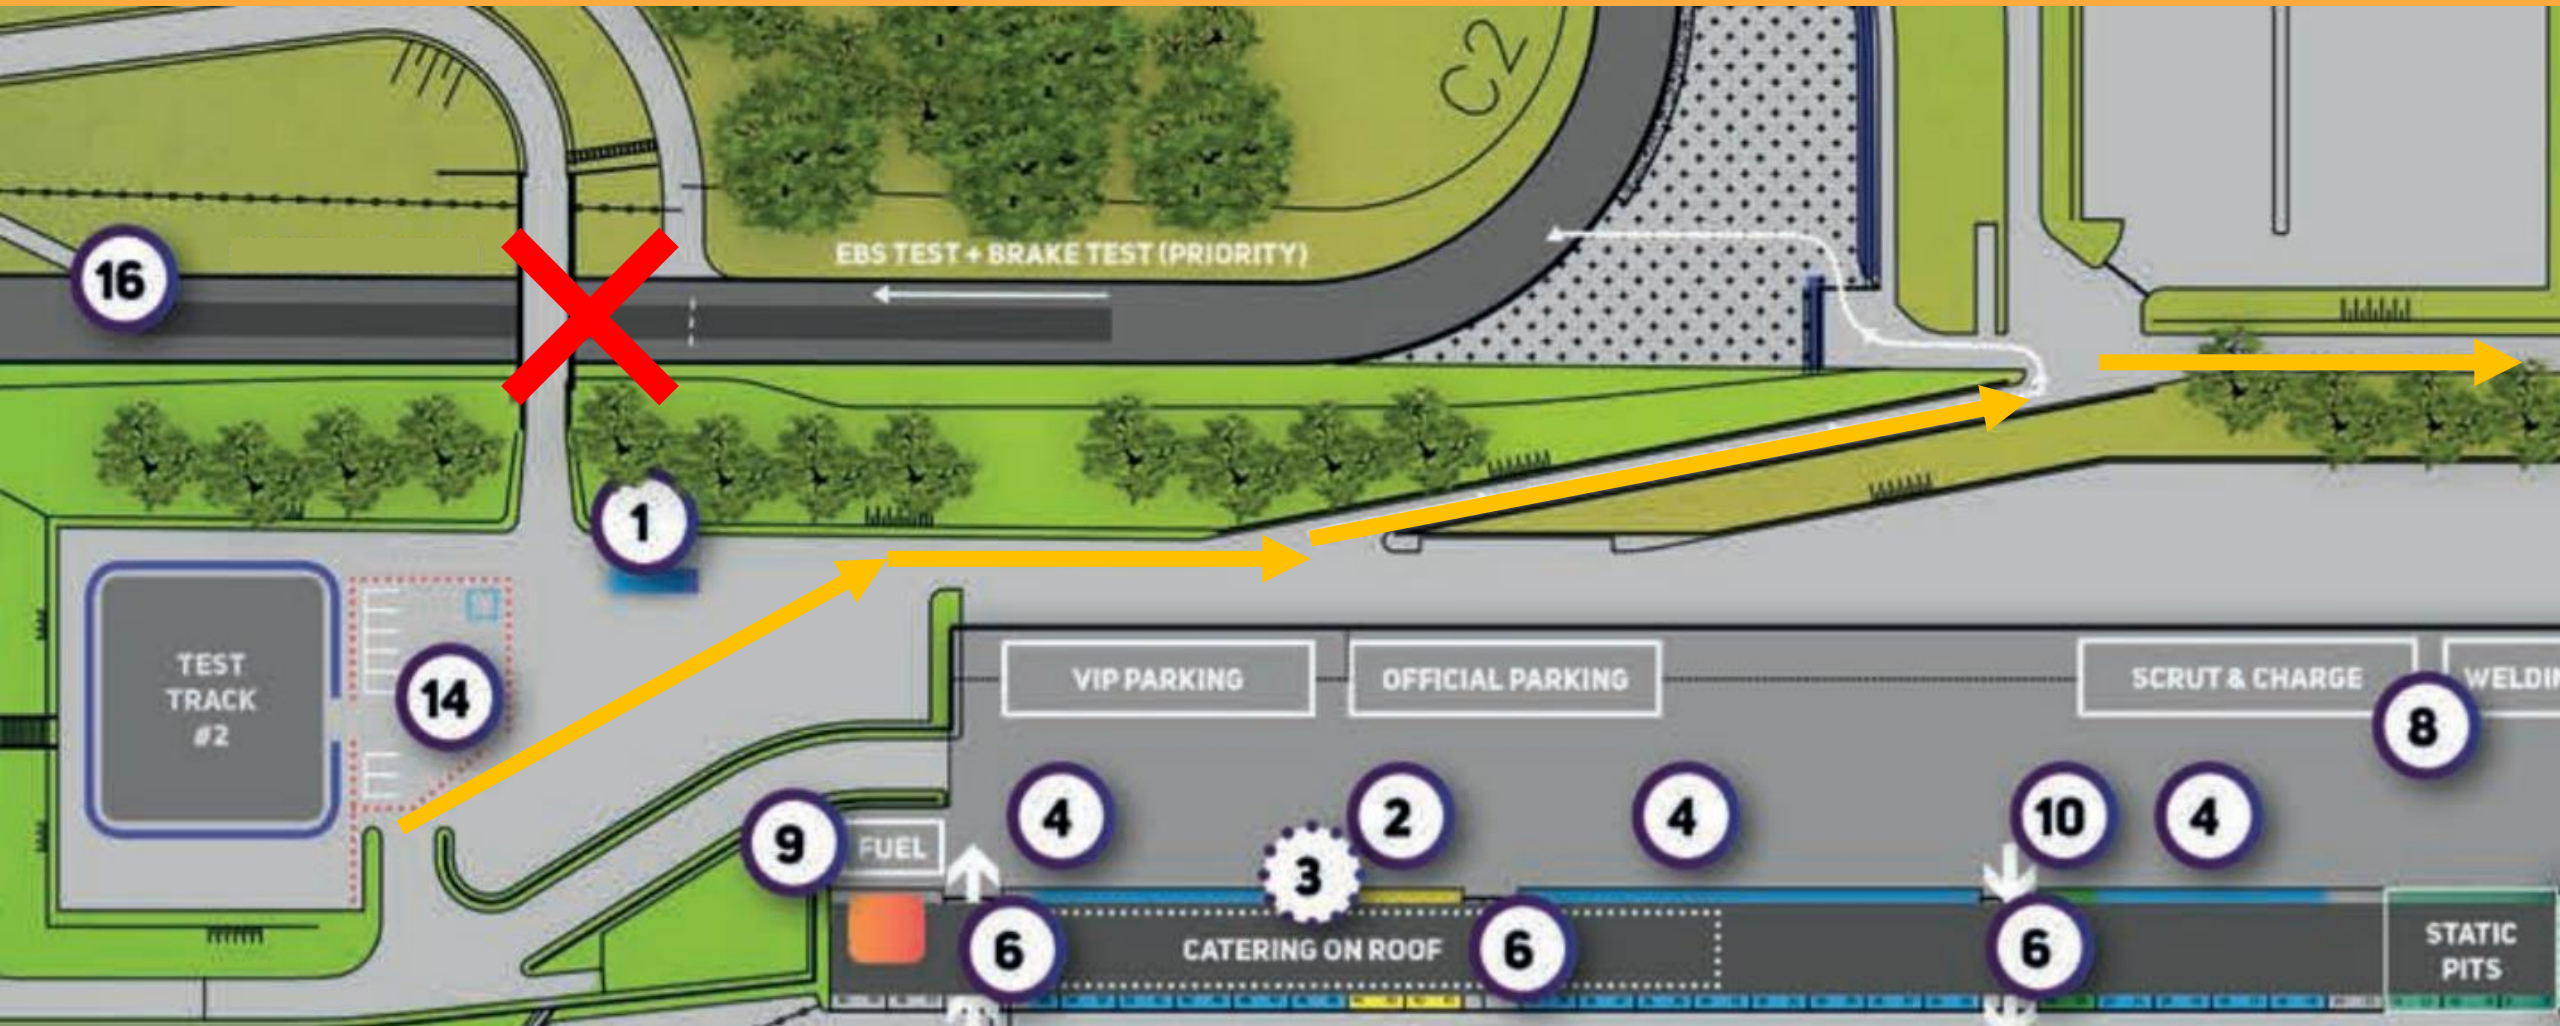 C2
EBS TEST + BRAKE TEST (PRIORITY)
16
1
TEST
TRACK
#2
14
VIP PARKING
OFFICIAL PARKING
SCRUT & CHARGE
WELDIN
8
9
FUEL
4
2
4
10
4
3
6
CATERING ON ROOF
6
6
STATIC
PITS